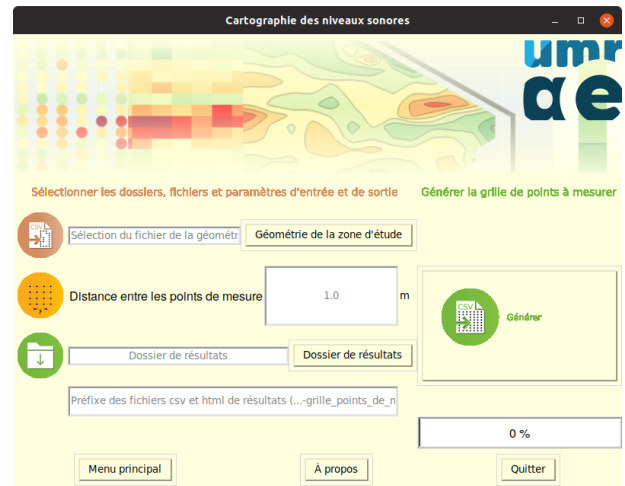 Cartographie des niveaux sonores
umr
ae
Sélectionner les dossiers, fichiers et paramètres d'entrée et de sortie
Générer la grille de points à mesurer
CSV
Sélection du fichier de la géométr
Géométrie de la zone d'étude
Distance entre les points de mesure
1.0
m
CSV
Générer
Dossier de résultats
Dossier de résultats
Préfixe des fichiers csv et html de résultats (...-grille_points_de_n
0 %
Menu principal
À propos
Quitter